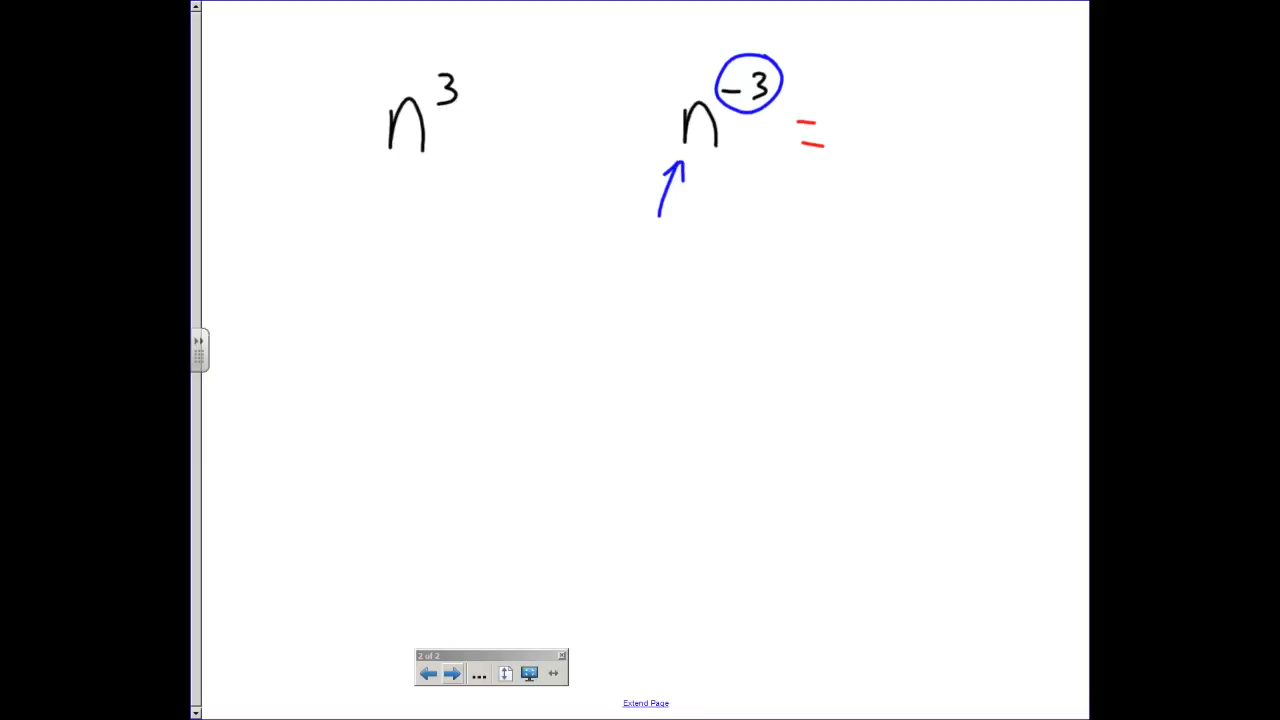 n³ n⁻³ =
2 of 2
Extend Page